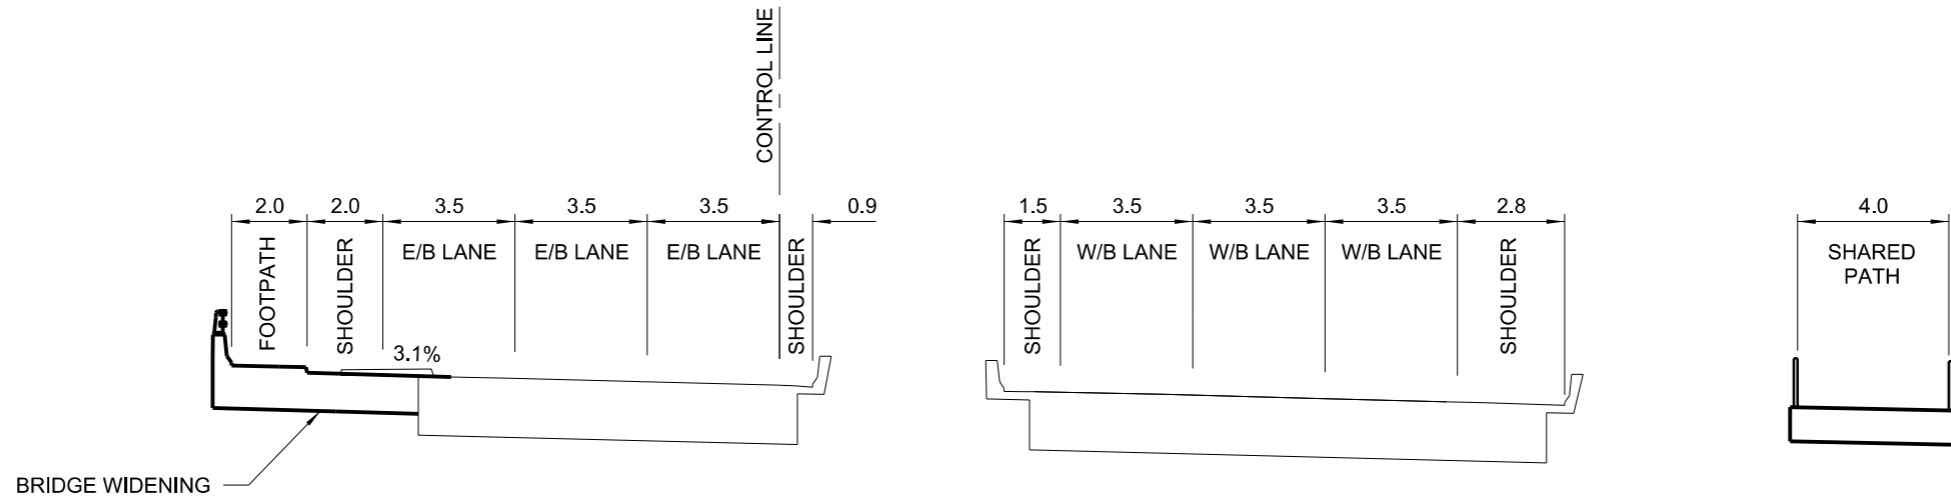 CONTROL LINE
2.0
2.0
3.5
3.5
3.5
0.9
1.5
3.5
3.5
3.5
2.8
4.0
FOOTPATH
SHOULDER
E/B LANE
E/B LANE
E/B LANE
SHOULDER
SHOULDER
W/B LANE
W/B LANE
W/B LANE
SHOULDER
SHARED
PATH
3.1%
BRIDGE WIDENING